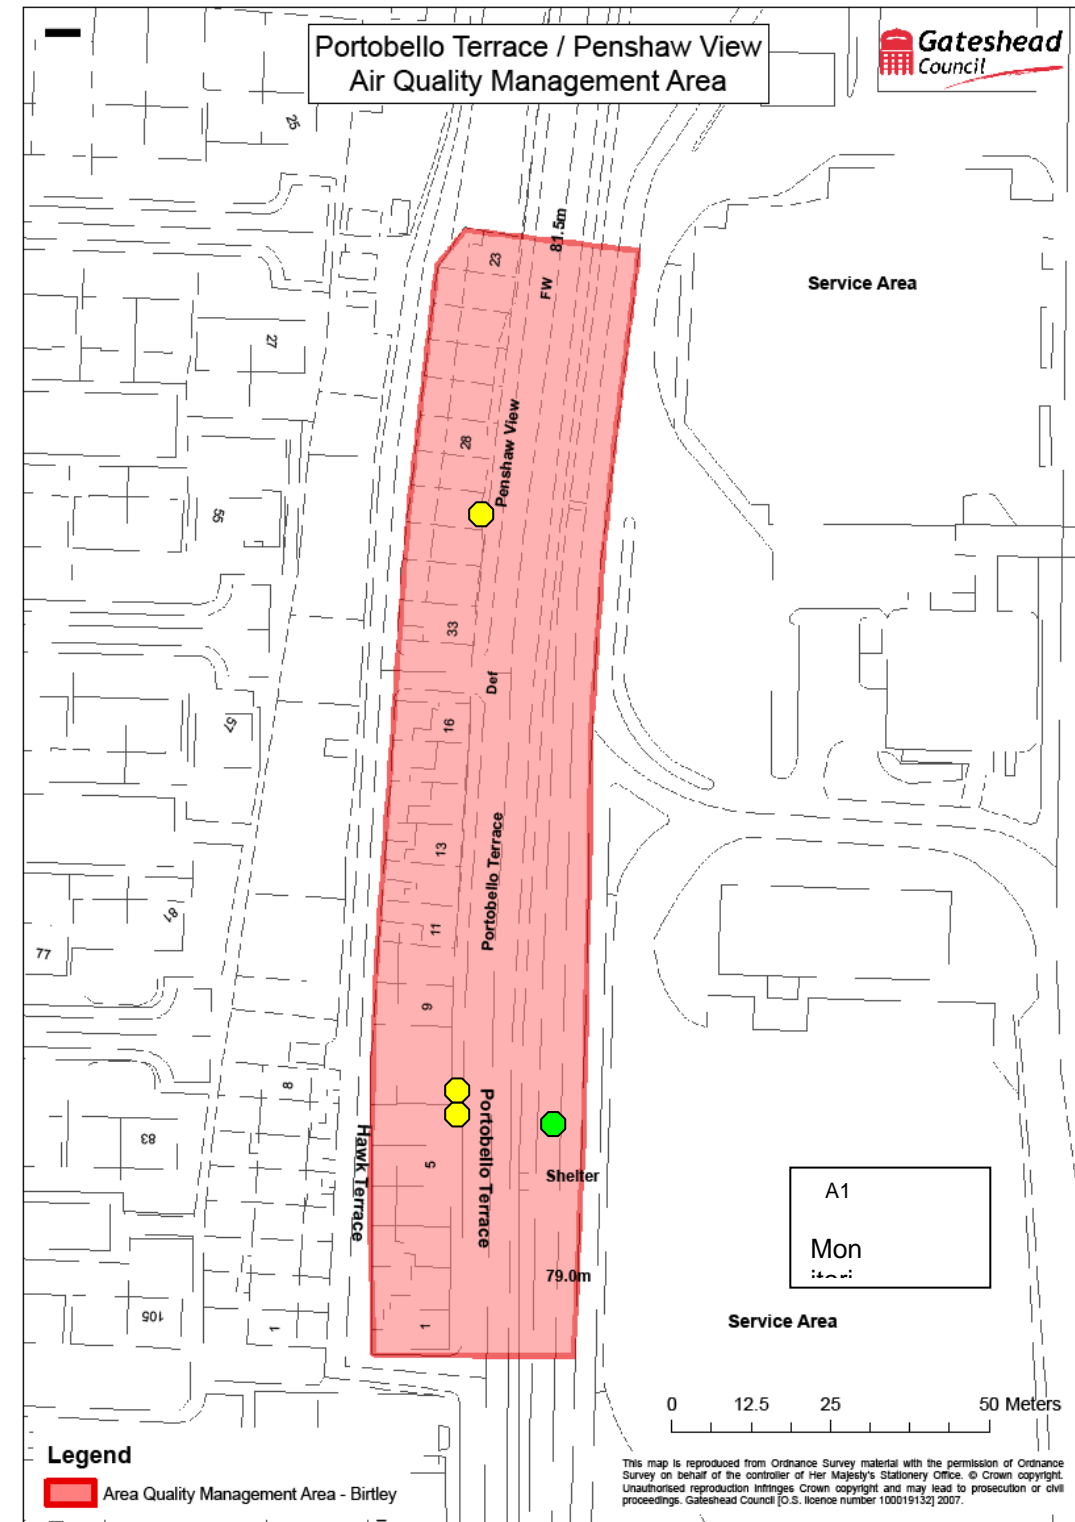 Portobello Terrace / Penshaw View
Air Quality Management Area
Gateshead
Council
25
81.5m
23
FW
Service Area
27
28
Penshaw View
55
33
Def
16
57
13
Portobello Terrace
11
81
77
9
8
Portobello Terrace
83
Hawk Terrace
5
Shelter
A1
Mon
79.0m
105
1
1
Service Area
0 12.5 25 50 Meters
Legend
Area Quality Management Area - Birtley
This map is reproduced from Ordnance Survey material with the permission of Ordnance
Survey on behalf of the controller of Her Majesty's Stationery Office. © Crown copyright.
Unauthorised reproduction infringes Crown copyright and may lead to prosecution or civil
proceedings. Gateshead Council [O.S. licence number 100019132] 2007.